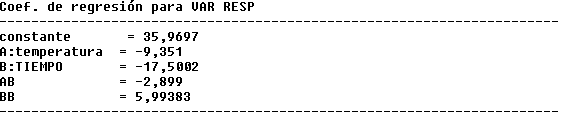 Coef. de regresión para VAR RESP
----------------------------------------------------------------------
constante = 35,9697
A:temperatura = -9,351
B:TIEMPO = -17,5002
AB = -2,899
BB = 5,99383
----------------------------------------------------------------------